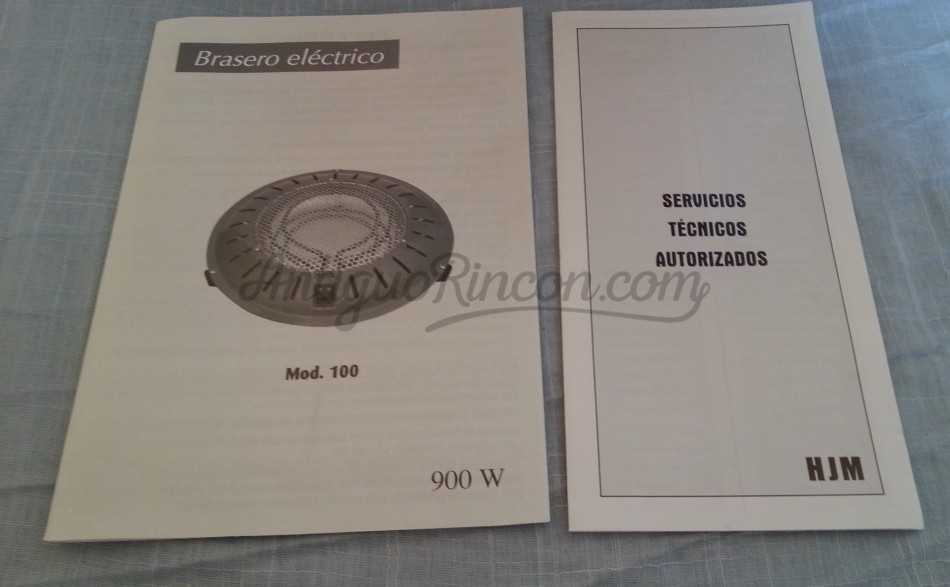 Brasero eléctrico
Mod. 100
900 W
SERVICIOS
TÉCNICOS
AUTORIZADOS
HJM
AntiguoRincon.com